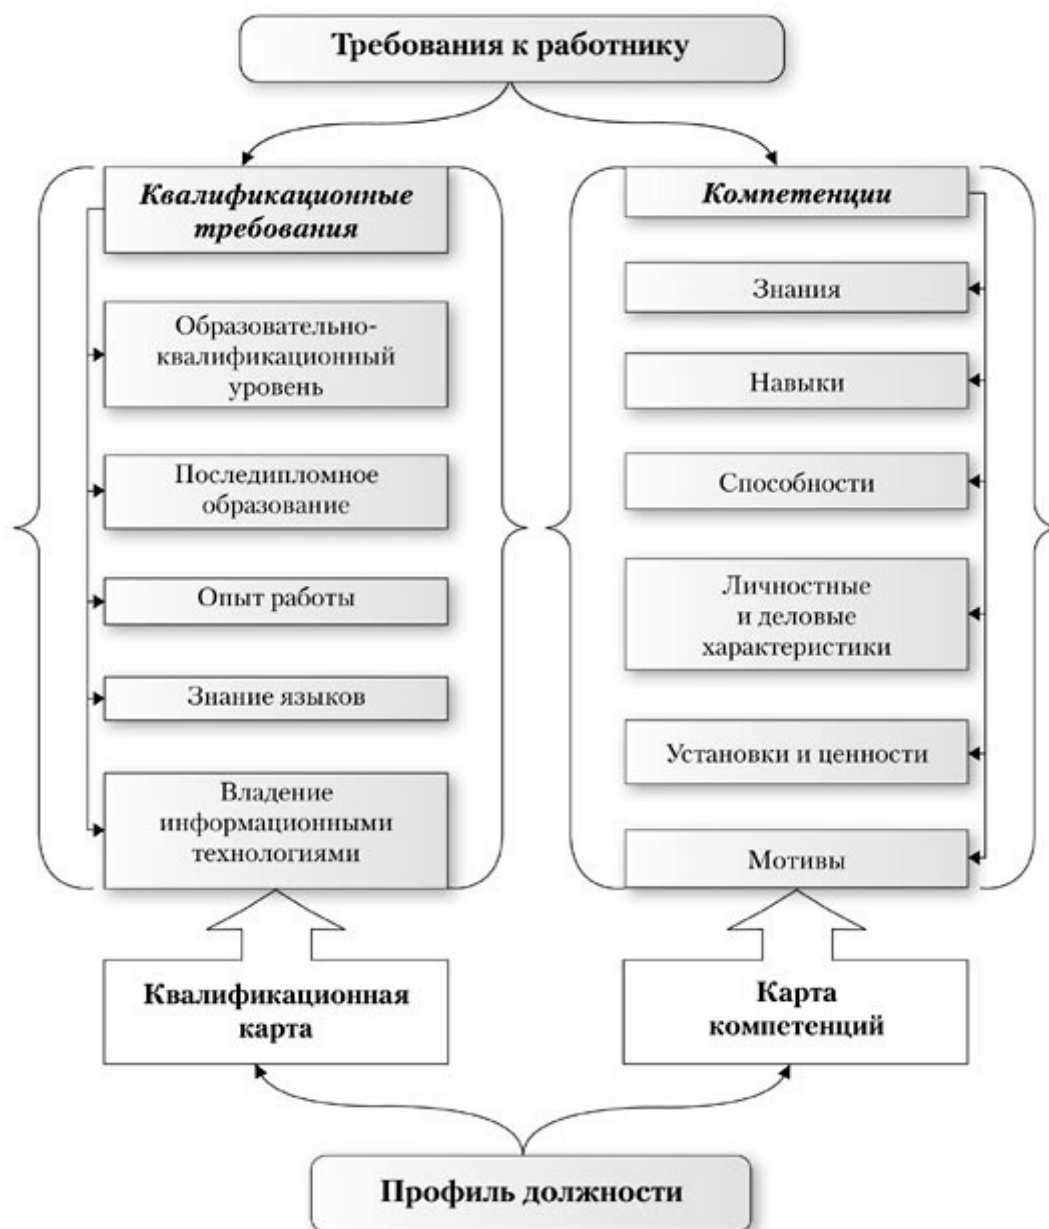 Требования к работнику
Квалификационные
требования
Образовательно-
квалификационный
уровень
Последипломное
образование
Опыт работы
Знание языков
Владение
информационными
технологиями
Квалификационная
карта
Компетенции
Знания
Навыки
Способности
Личностные
и деловые
характеристики
Установки и ценности
Мотивы
Карта
компетенций
Профиль должности